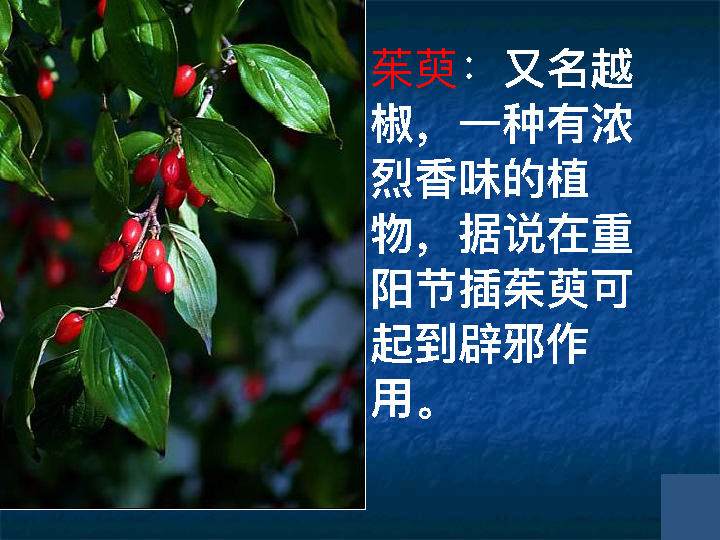 茱萸：又名越
椒，一种有浓
烈香味的植
物，据说在重
阳节插茱萸可
起到辟邪作
用。